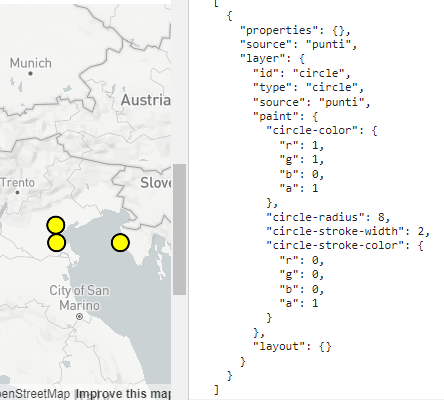 Munich
Austria
Trento
Slove
City of San
Marino
penStreetMap Improve this map
[
{
"properties": {},
"source": "punti",
"layer": {
"id": "circle",
"type": "circle",
"source": "punti",
"paint": {
"circle-color": {
"r": 1,
"g": 1,
"b": 0,
"a": 1
},
"circle-radius": 8,
"circle-stroke-width": 2,
"circle-stroke-color": {
"r": 0,
"g": 0,
"b": 0,
"a": 1
}
},
"layout": {}
}
}
]